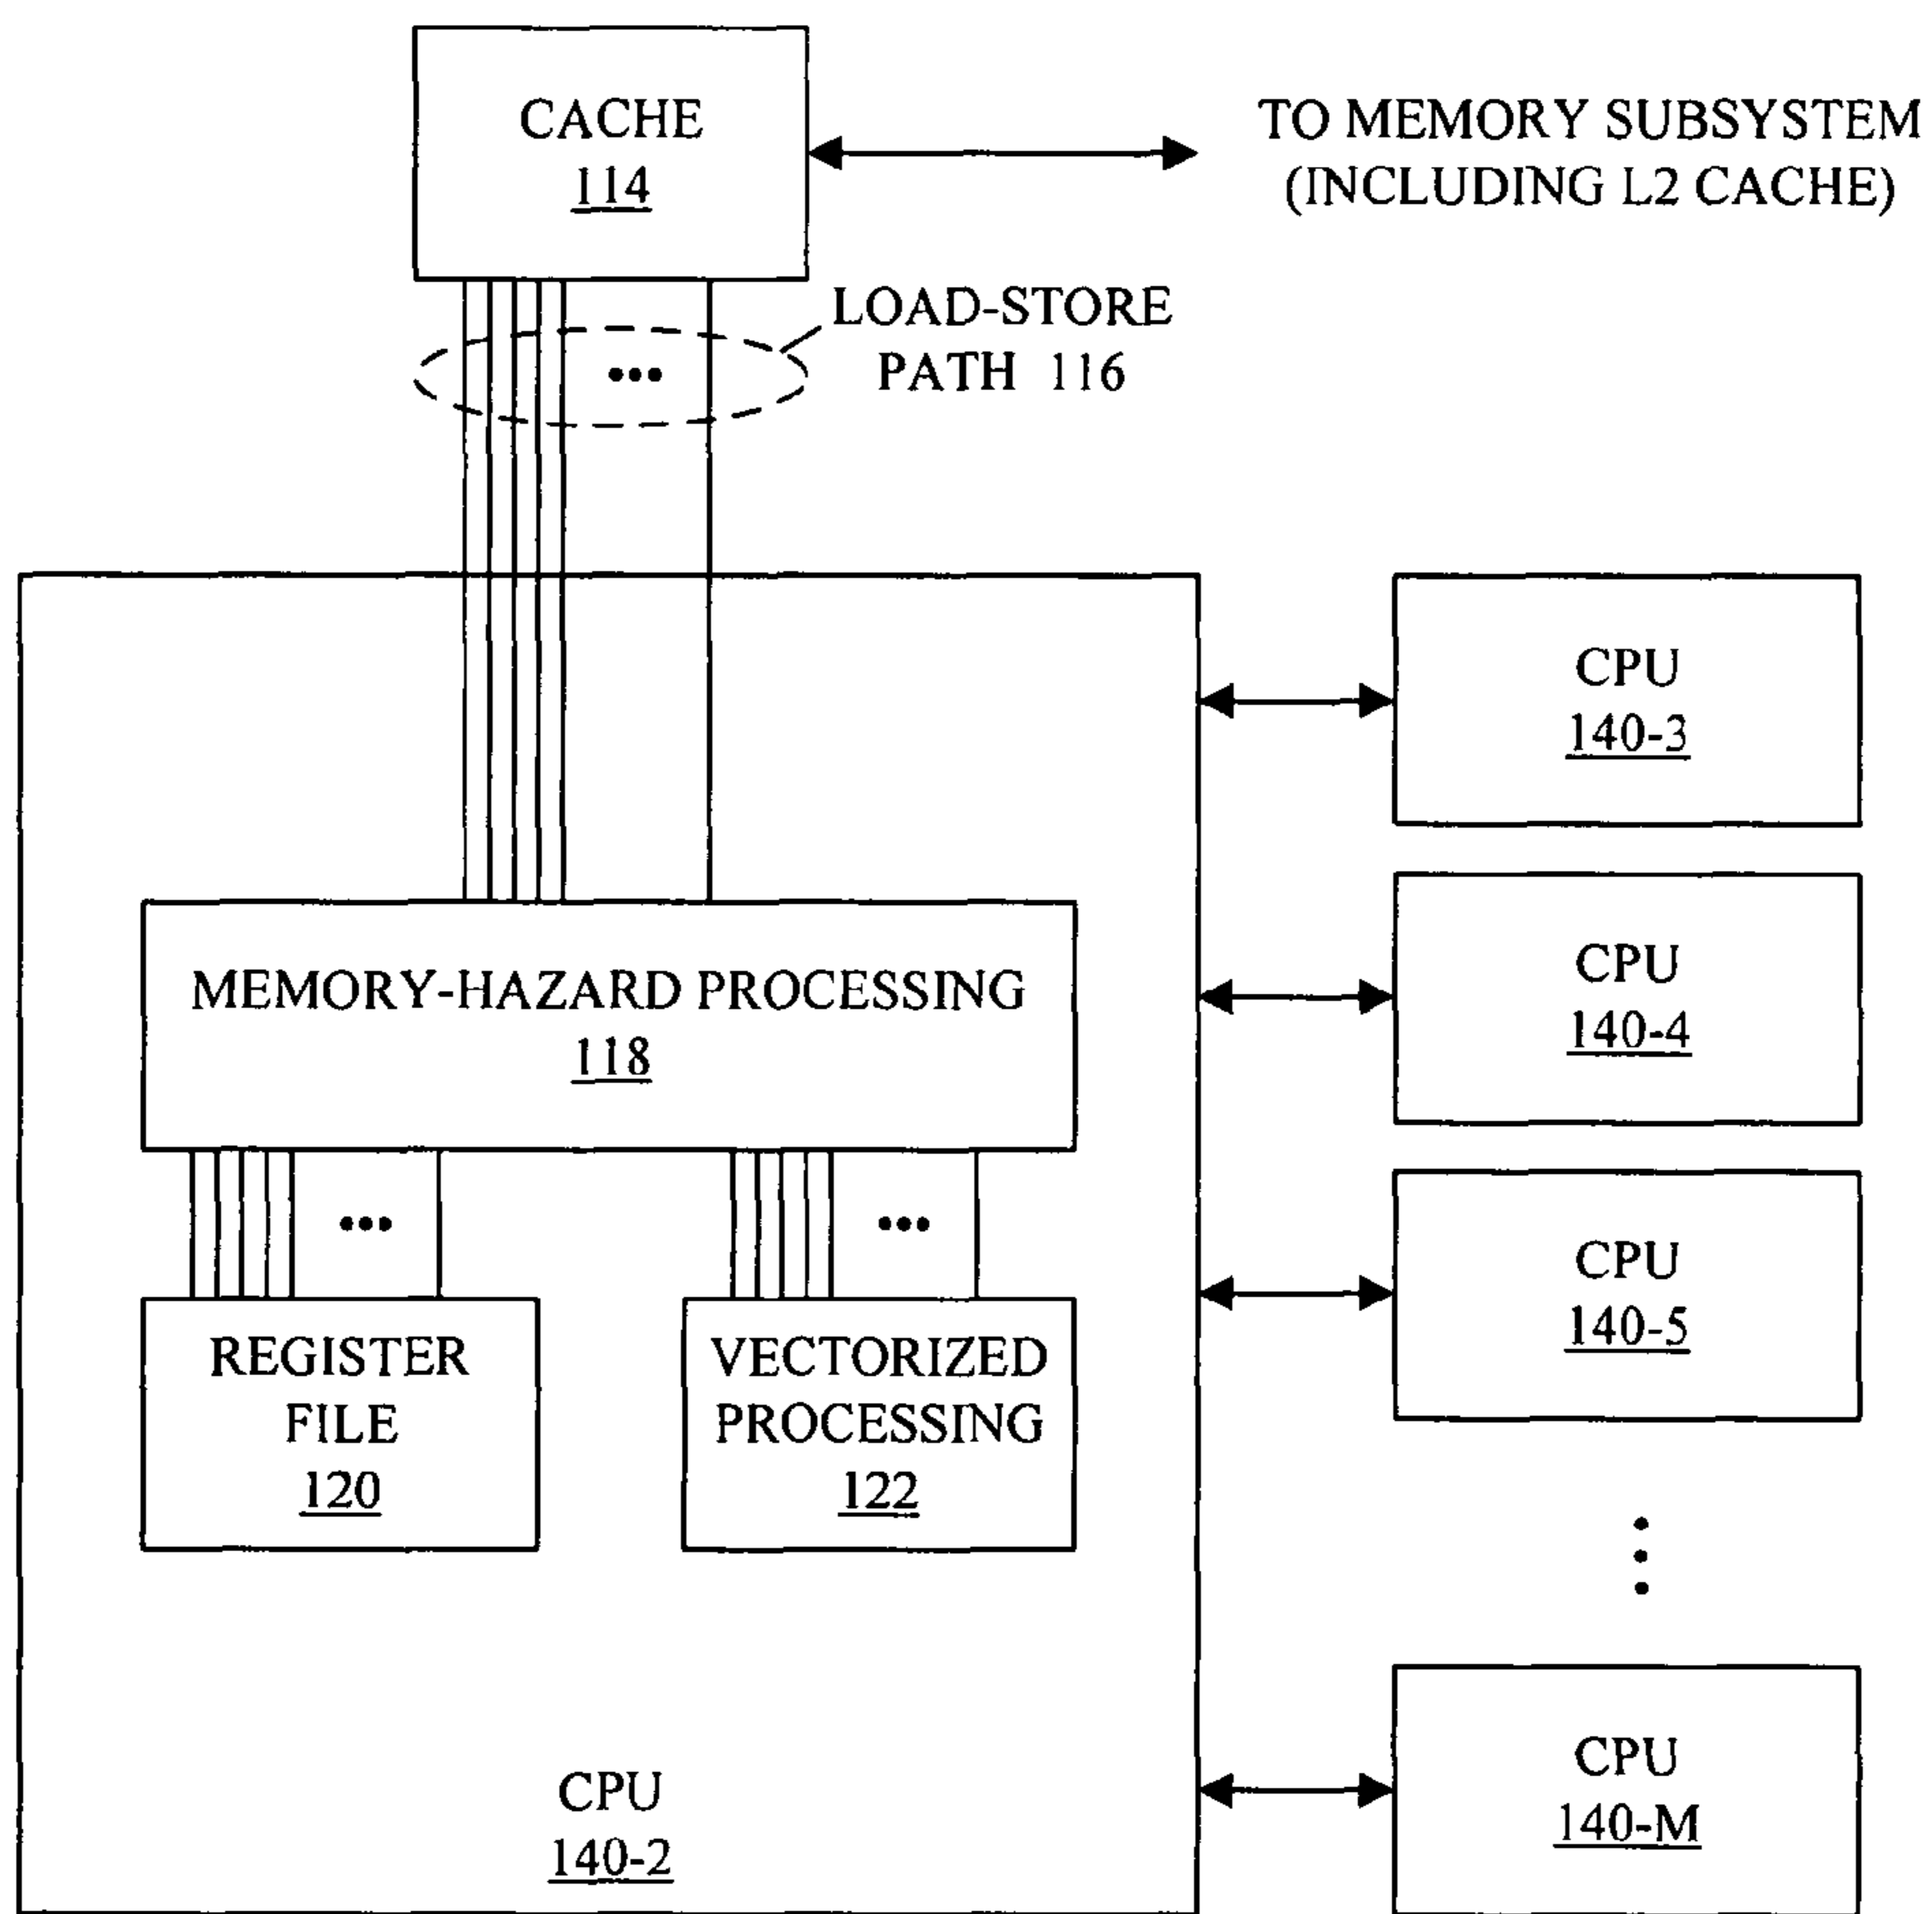 CACHE
114
TO MEMORY SUBSYSTEM
(INCLUDING L2 CACHE)
LOAD-STORE
PATH 116
•••
CPU
140-3
MEMORY-HAZARD PROCESSING
118
CPU
140-4
•••
•••
CPU
140-5
REGISTER
FILE
120
VECTORIZED
PROCESSING
122
CPU
140-2
CPU
140-M